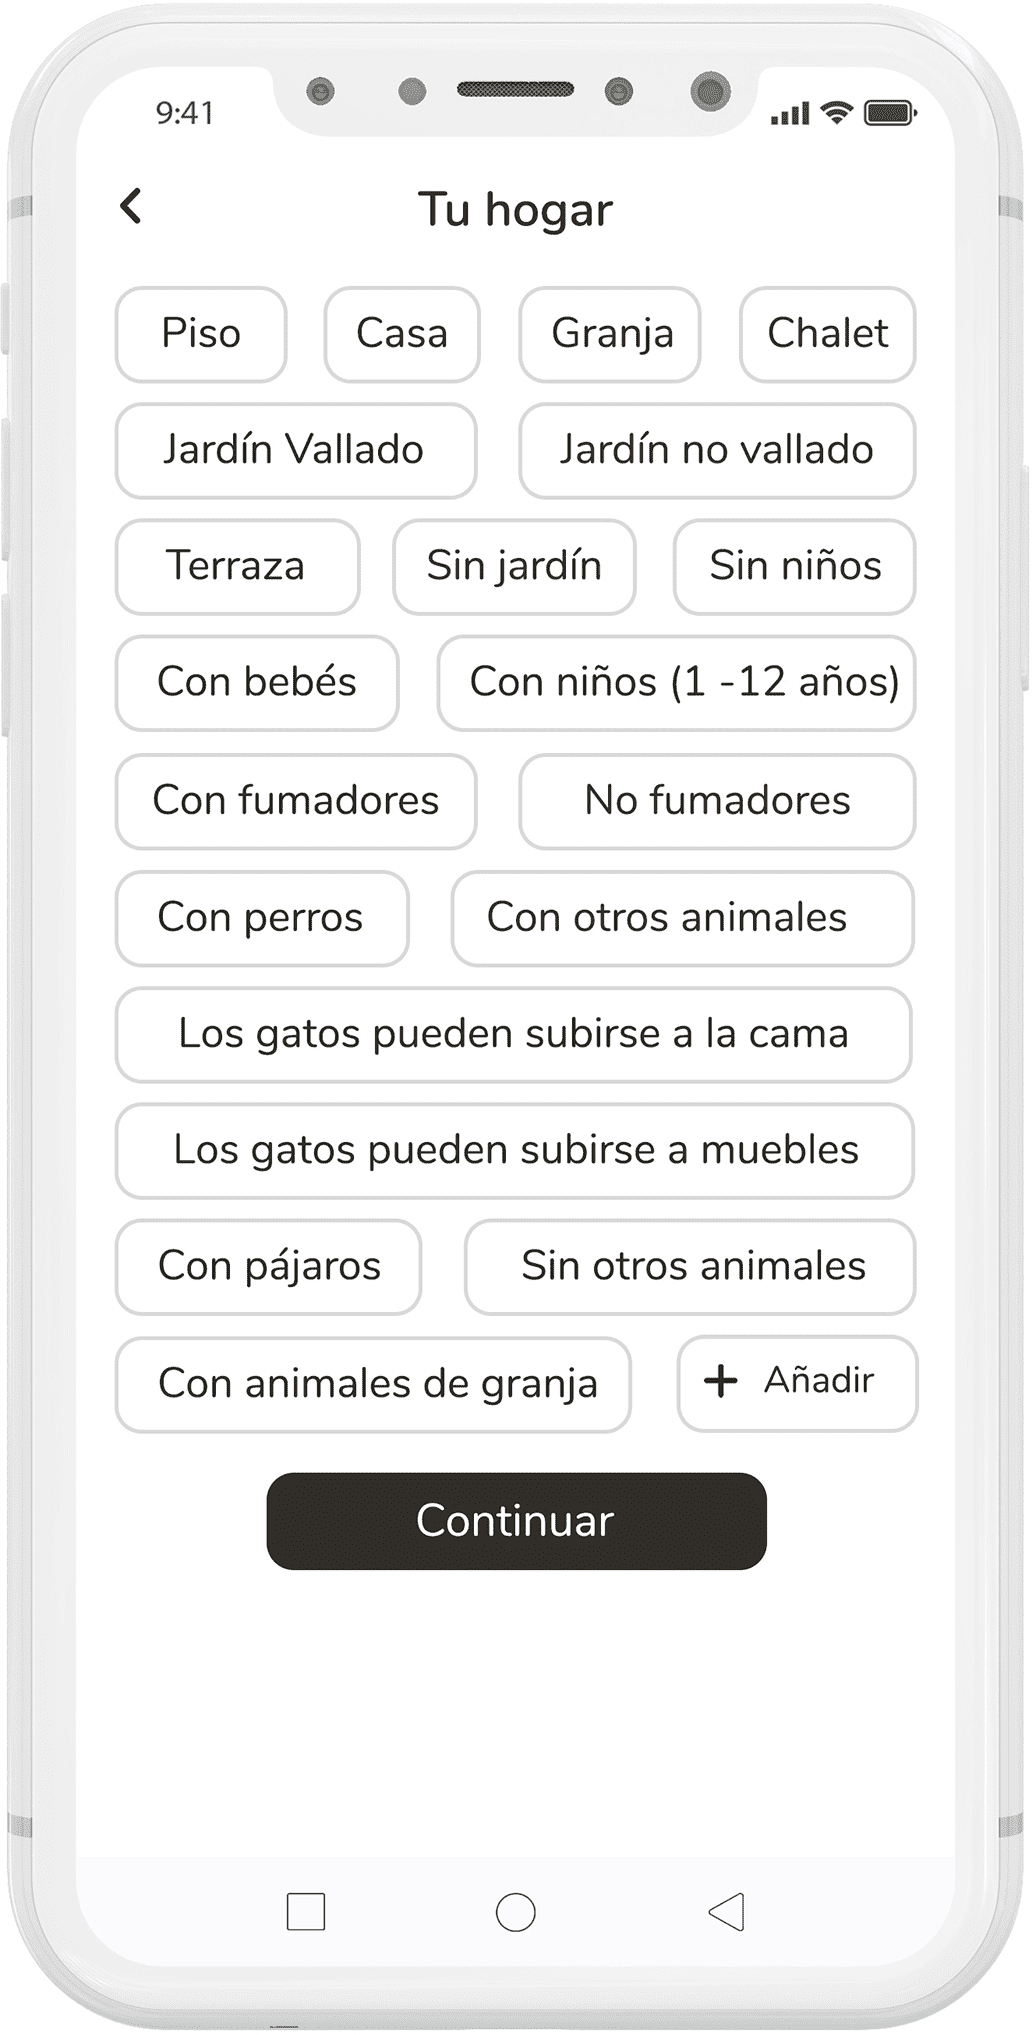 9:41
Tu hogar
Piso Casa Granja Chalet
Jardín Vallado Jardín no vallado
Terraza Sin jardín Sin niños
Con bebés Con niños (1 -12 años)
Con fumadores No fumadores
Con perros Con otros animales
Los gatos pueden subirse a la cama
Los gatos pueden subirse a muebles
Con pájaros Sin otros animales
Con animales de granja + Añadir
Continuar